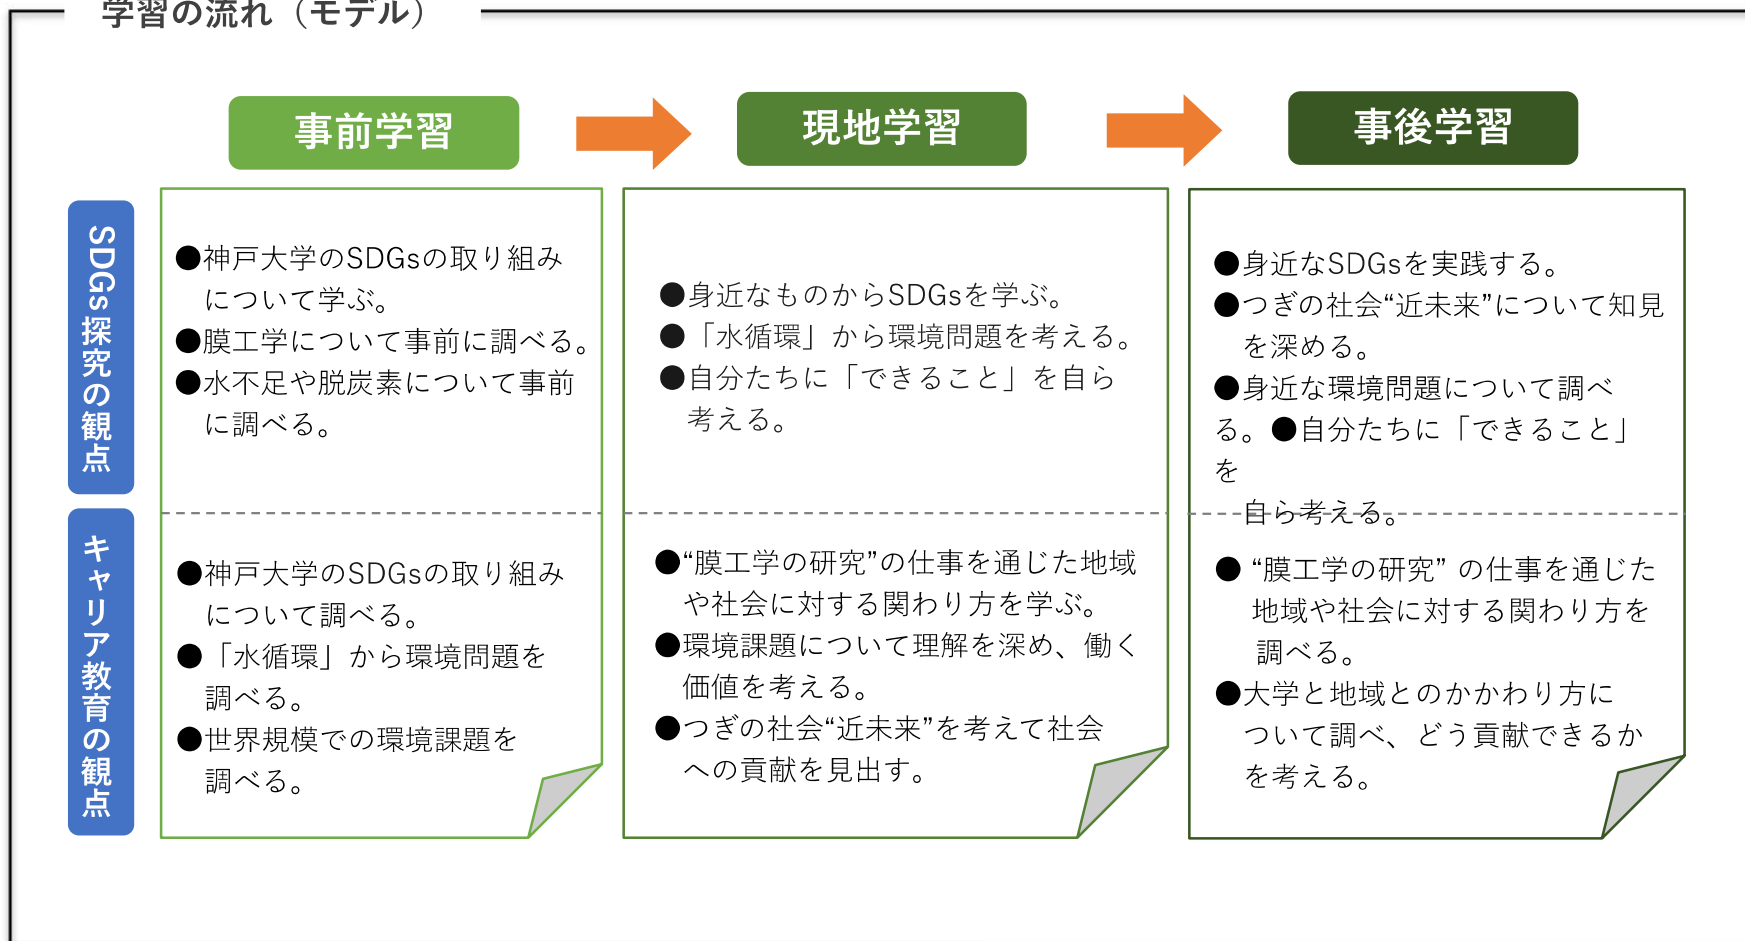 学習の流れ（モデル）
事前学習
現地学習
事後学習
SDGs探究の観点
●神戸大学のSDGsの取り組み
について学ぶ。
●膜工学について事前に調べる。
●水不足や脱炭素について事前
に調べる。
●身近なものからSDGsを学ぶ。
●「水循環」から環境問題を考える。
●自分たちに「できること」を自ら
考える。
●身近なSDGsを実践する。
●つぎの社会“近未来”について知見
を深める。
●身近な環境問題について調べ
る。●自分たちに「できること」
を
自ら考える。
キャリア教育の観点
●神戸大学のSDGsの取り組み
について調べる。
●「水循環」から環境問題を
調べる。
●世界規模での環境課題を
調べる。
●“膜工学の研究”の仕事を通じた地域
や社会に対する関わり方を学ぶ。
●環境課題について理解を深め、働く
価値を考える。
●つぎの社会“近未来”を考えて社会
への貢献を見出す。
● “膜工学の研究” の仕事を通じた
地域や社会に対する関わり方を
調べる。
●大学と地域とのかかわり方に
ついて調べ、どう貢献できるか
を考える。